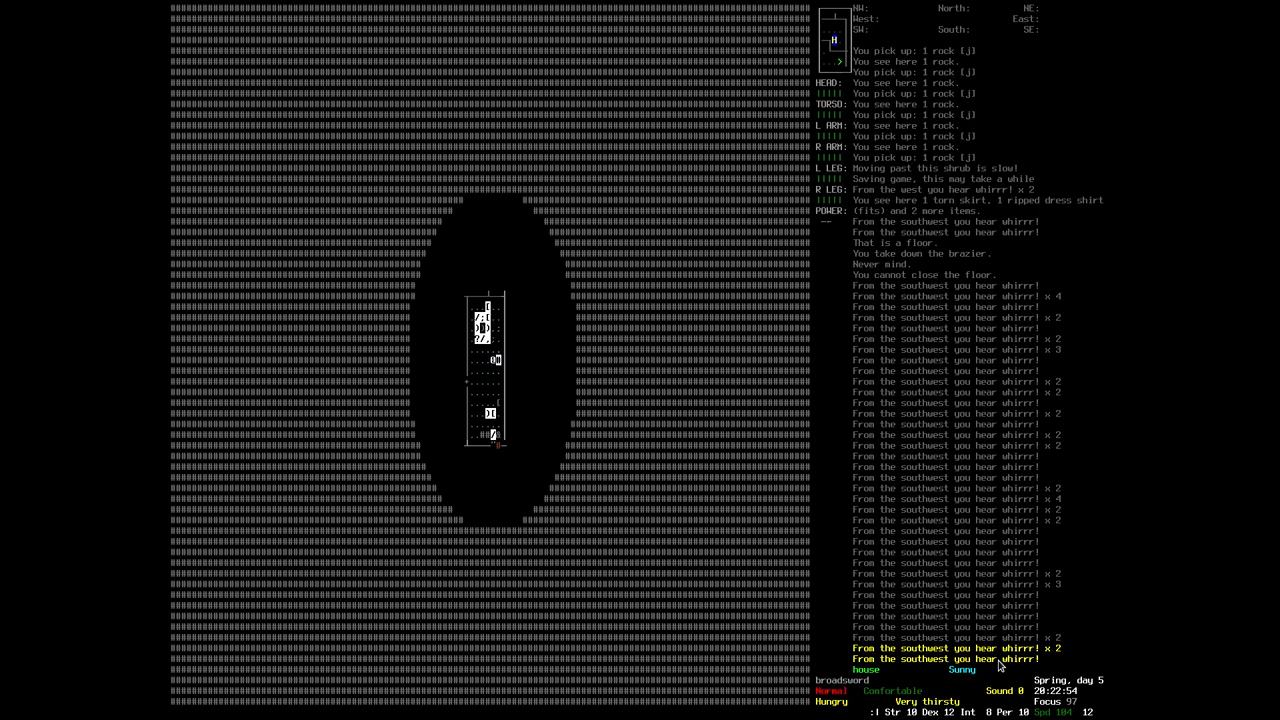 NW: North: NE:
West: East:
SW: South: SE:
You pick up: 1 rock [j]
You see here 1 rock.
You pick up: 1 rock [j]
HEAD: You see here 1 rock.
||||| You pick up: 1 rock [j]
TORSO: You see here 1 rock.
||||| You pick up: 1 rock [j]
L ARM: You see here 1 rock.
||||| You pick up: 1 rock [j]
R ARM: You see here 1 rock.
||||| You pick up: 1 rock [j]
L LEG: Moving past this shrub is slow!
||||| Saving game, this may take a while
R LEG: From the west you hear whirrr! x 2
||||| You see here 1 torn skirt, 1 ripped dress shirt
POWER: (fits) and 2 more items.
-- From the southwest you hear whirrr!
From the southwest you hear whirrr!
That is a floor.
You take down the brazier.
Never mind.
You cannot close the floor.
From the southwest you hear whirrr!
From the southwest you hear whirrr! x 4
From the southwest you hear whirrr!
From the southwest you hear whirrr! x 2
From the southwest you hear whirrr!
From the southwest you hear whirrr! x 2
From the southwest you hear whirrr! x 3
From the southwest you hear whirrr!
From the southwest you hear whirrr!
From the southwest you hear whirrr! x 2
From the southwest you hear whirrr! x 2
From the southwest you hear whirrr!
From the southwest you hear whirrr! x 2
From the southwest you hear whirrr!
From the southwest you hear whirrr! x 2
From the southwest you hear whirrr! x 2
From the southwest you hear whirrr!
From the southwest you hear whirrr!
From the southwest you hear whirrr!
From the southwest you hear whirrr! x 2
From the southwest you hear whirrr! x 4
From the southwest you hear whirrr! x 2
From the southwest you hear whirrr! x 2
From the southwest you hear whirrr!
From the southwest you hear whirrr!
From the southwest you hear whirrr!
From the southwest you hear whirrr!
From the southwest you hear whirrr! x 2
From the southwest you hear whirrr! x 3
From the southwest you hear whirrr!
From the southwest you hear whirrr!
From the southwest you hear whirrr!
From the southwest you hear whirrr!
From the southwest you hear whirrr! x 2
From the southwest you hear whirrr! x 2
From the southwest you hear whirrr!
house Sunny
broadsword Spring, day 5
Normal Comfortable Sound 0 20:22:54
Hungry Very thirsty Focus 97
:| Str 10 Dex 12 Int 8 Per 10 Spd 104 12